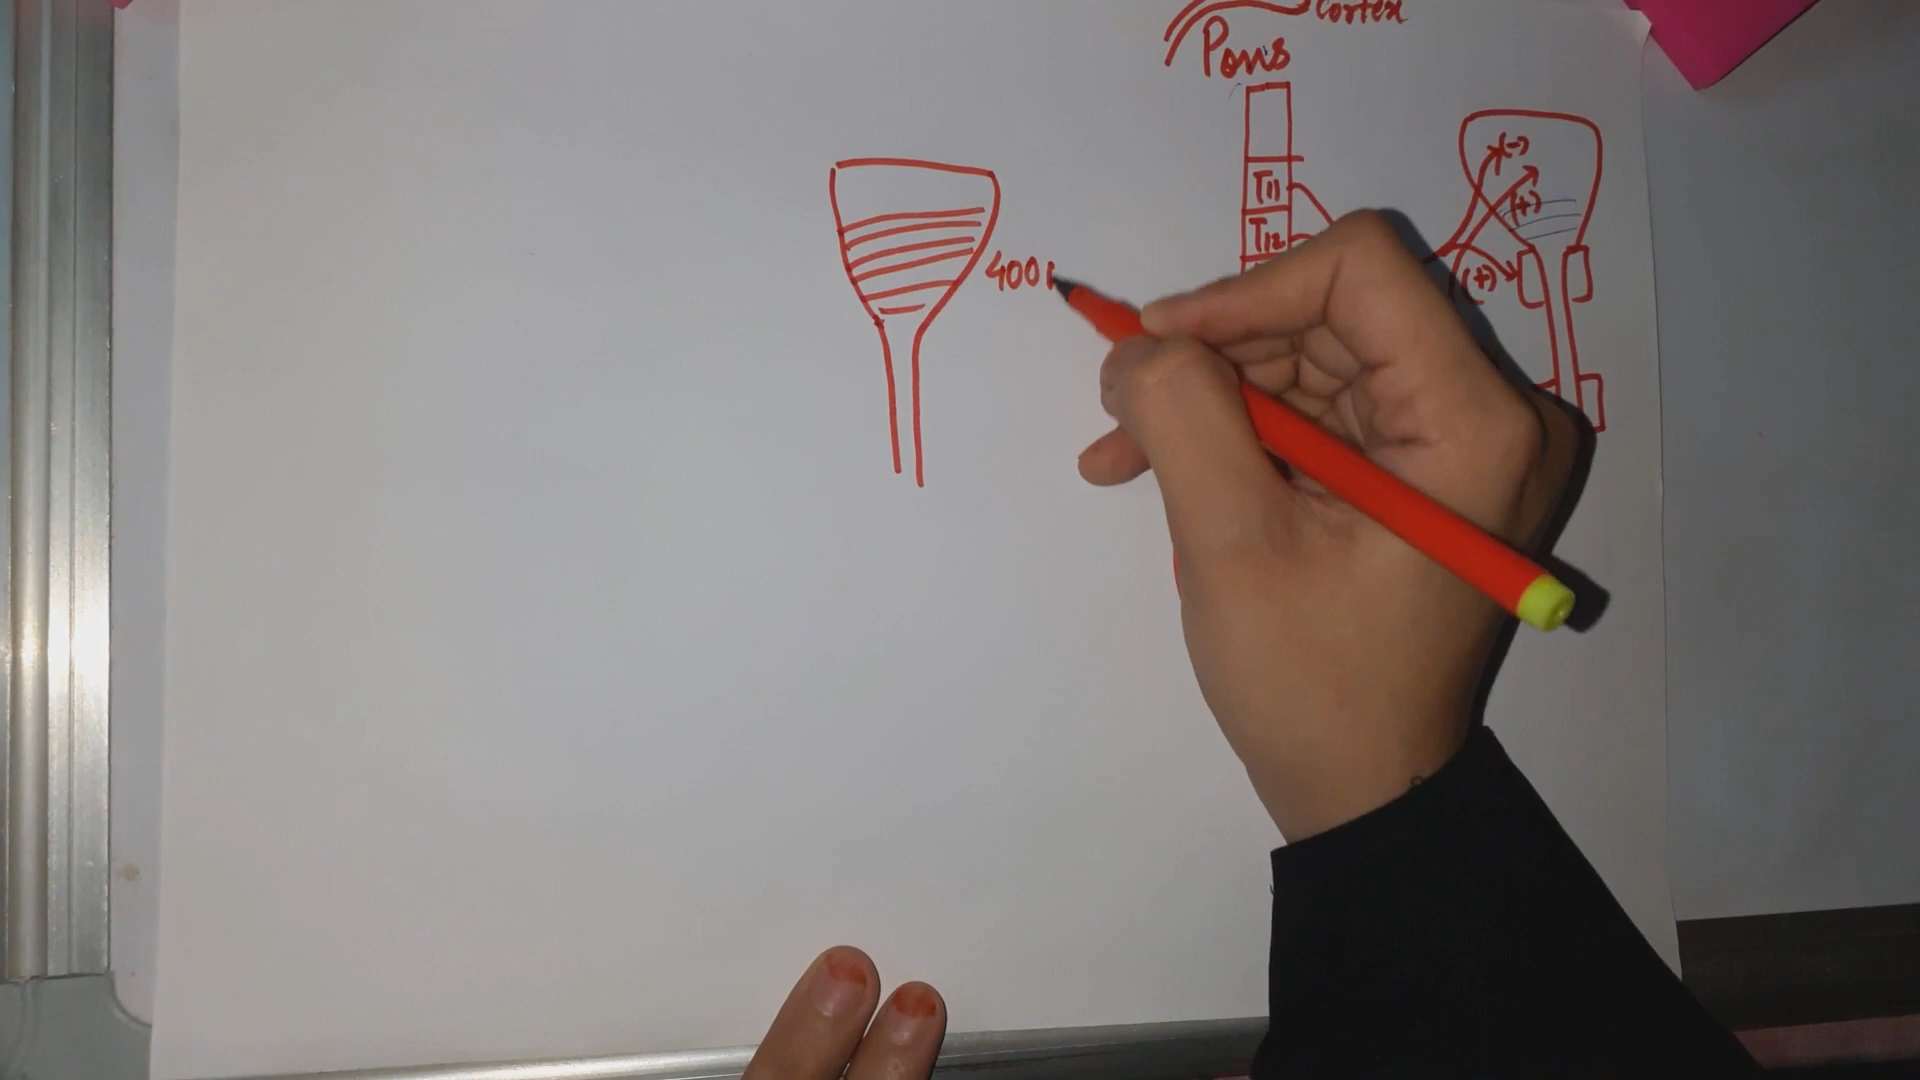 Cortex
Pons
T11
T12
(-)
(+)
(+)
400